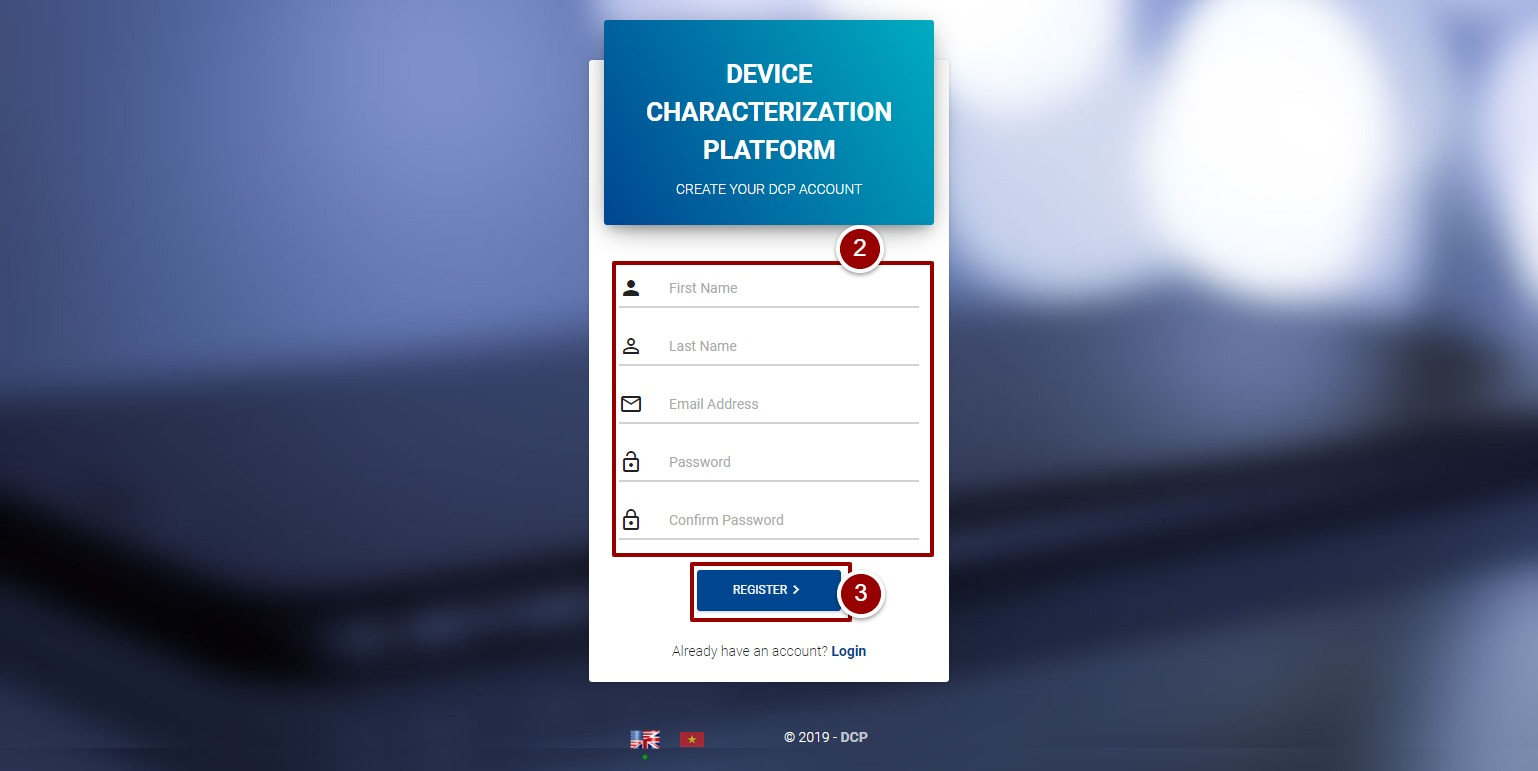 DEVICE
CHARACTERIZATION
PLATFORM
CREATE YOUR DCP ACCOUNT
2
First Name
Last Name
Email Address
Password
Confirm Password
REGISTER
3
Already have an account? Login
© 2019 - DCP